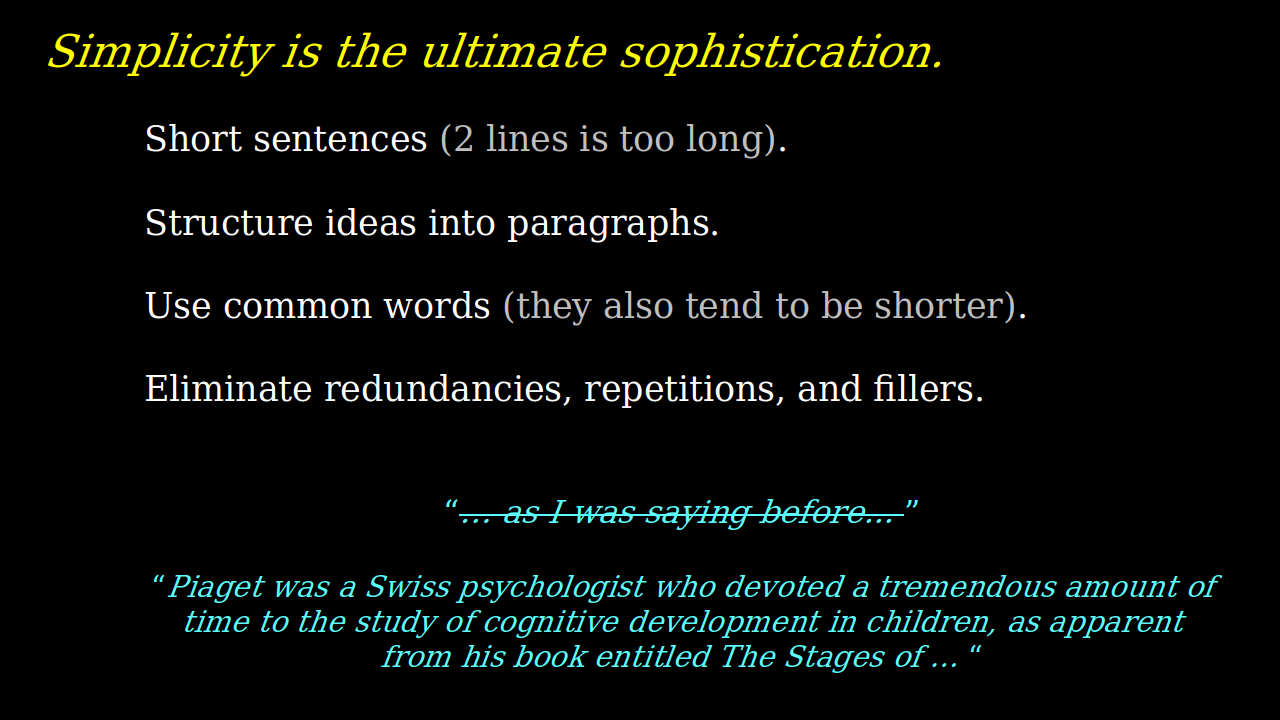 Simplicity is the ultimate sophistication.
Short sentences (2 lines is too long).
Structure ideas into paragraphs.
Use common words (they also tend to be shorter).
Eliminate redundancies, repetitions, and fillers.
“... as I was saying before... ”
“Piaget was a Swiss psychologist who devoted a tremendous amount of
time to the study of cognitive development in children, as apparent
from his book entitled The Stages of ... “